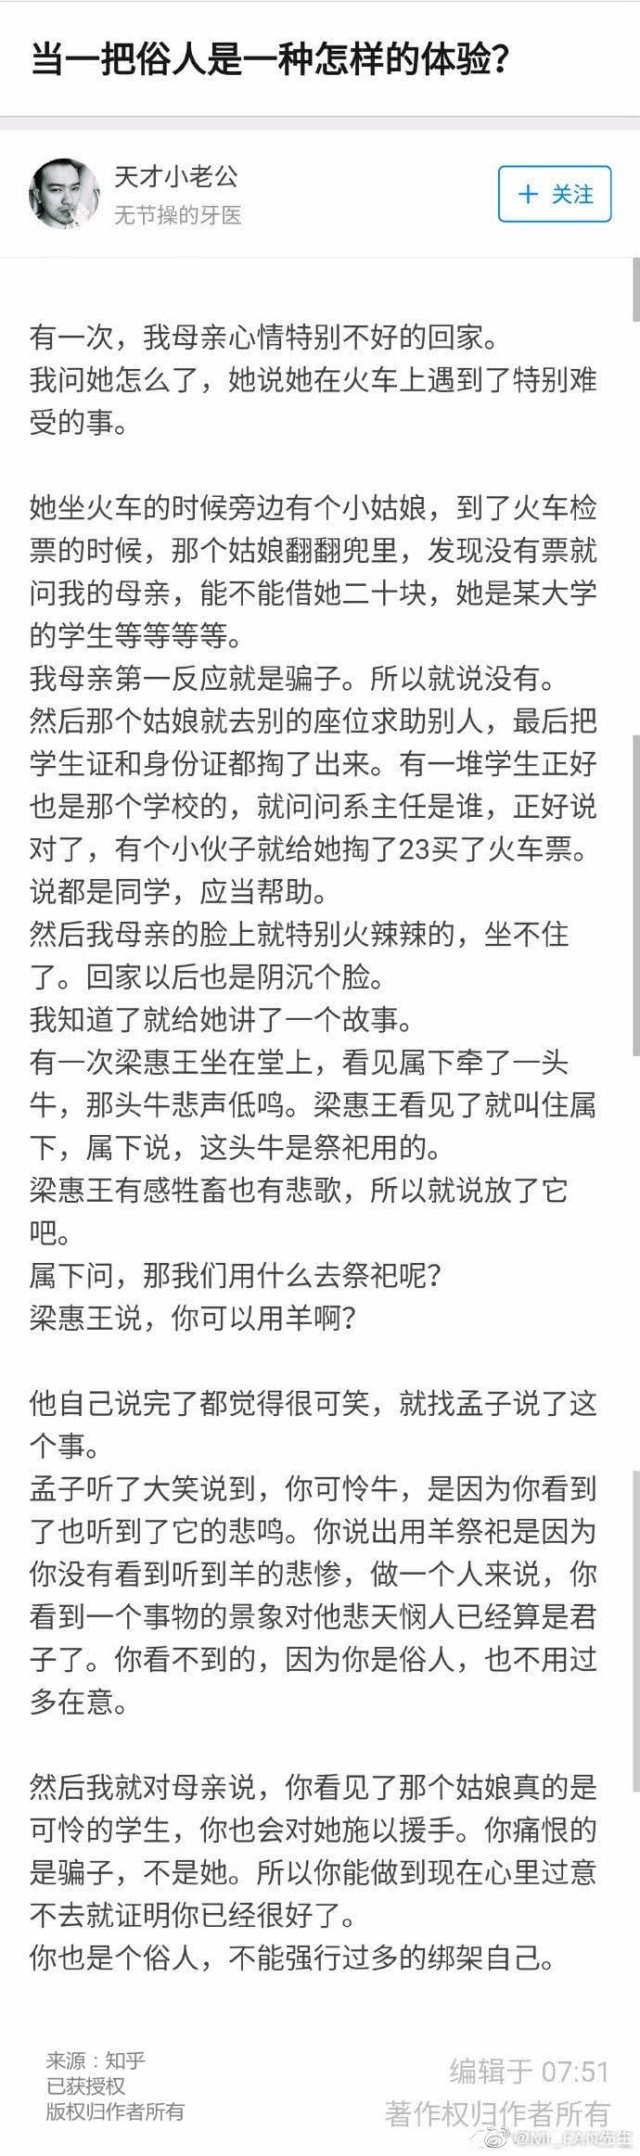 当一把俗人是一种怎样的体验？
天才小老公
无节操的牙医
+ 关注
有一次，我母亲心情特别不好的回家。
我问她怎么了，她说她在火车上遇到了特别难
受的事。
她坐火车的时候旁边有个小姑娘，到了火车检
票的时候，那个姑娘翻翻兜里，发现没有票就
问我的母亲，能不能借她二十块，她是某大学
的学生等等等等。
我母亲第一反应就是骗子。所以就说没有。
然后那个姑娘就去别的座位求助别人，最后把
学生证和身份证都掏了出来。有一堆学生正好
也是那个学校的，就问问系主任是谁，正好说
对了，有个小伙子就给她掏了23买了火车票。
说都是同学，应当帮助。
然后我母亲的脸上就特别火辣辣的，坐不住
了。回家以后也是阴沉个脸。
我知道了就给她讲了一个故事。
有一次梁惠王坐在堂上，看见属下牵了一头
牛，那头牛悲声低鸣。梁惠王看见了就叫住属
下，属下说，这头牛是祭祀用的。
梁惠王有感牲畜也有悲歌，所以就说放了它
吧。
属下问，那我们用什么去祭祀呢？
梁惠王说，你可以用羊啊？
他自己说完了都觉得很可笑，就找孟子说了这
个事。
孟子听了大笑说到，你可怜牛，是因为你看到
了也听到了它的悲鸣。你说出用羊祭祀是因为
你没有看到听到羊的悲惨，做一个人来说，你
看到一个事物的景象对他悲天悯人已经算是君
子了。你看不到的，因为你是俗人，也不用过
多在意。
然后我就对母亲说，你看见了那个姑娘真的是
可怜的学生，你也会对她施以援手。你痛恨的
是骗子，不是她。所以你能做到现在心里过意
不去就证明你已经很好了。
你也是个俗人，不能强行过多的绑架自己。
来源：知乎
已获授权
版权归作者所有
编辑于 07:51
著作权归作者所有
@Mr_FAN先生